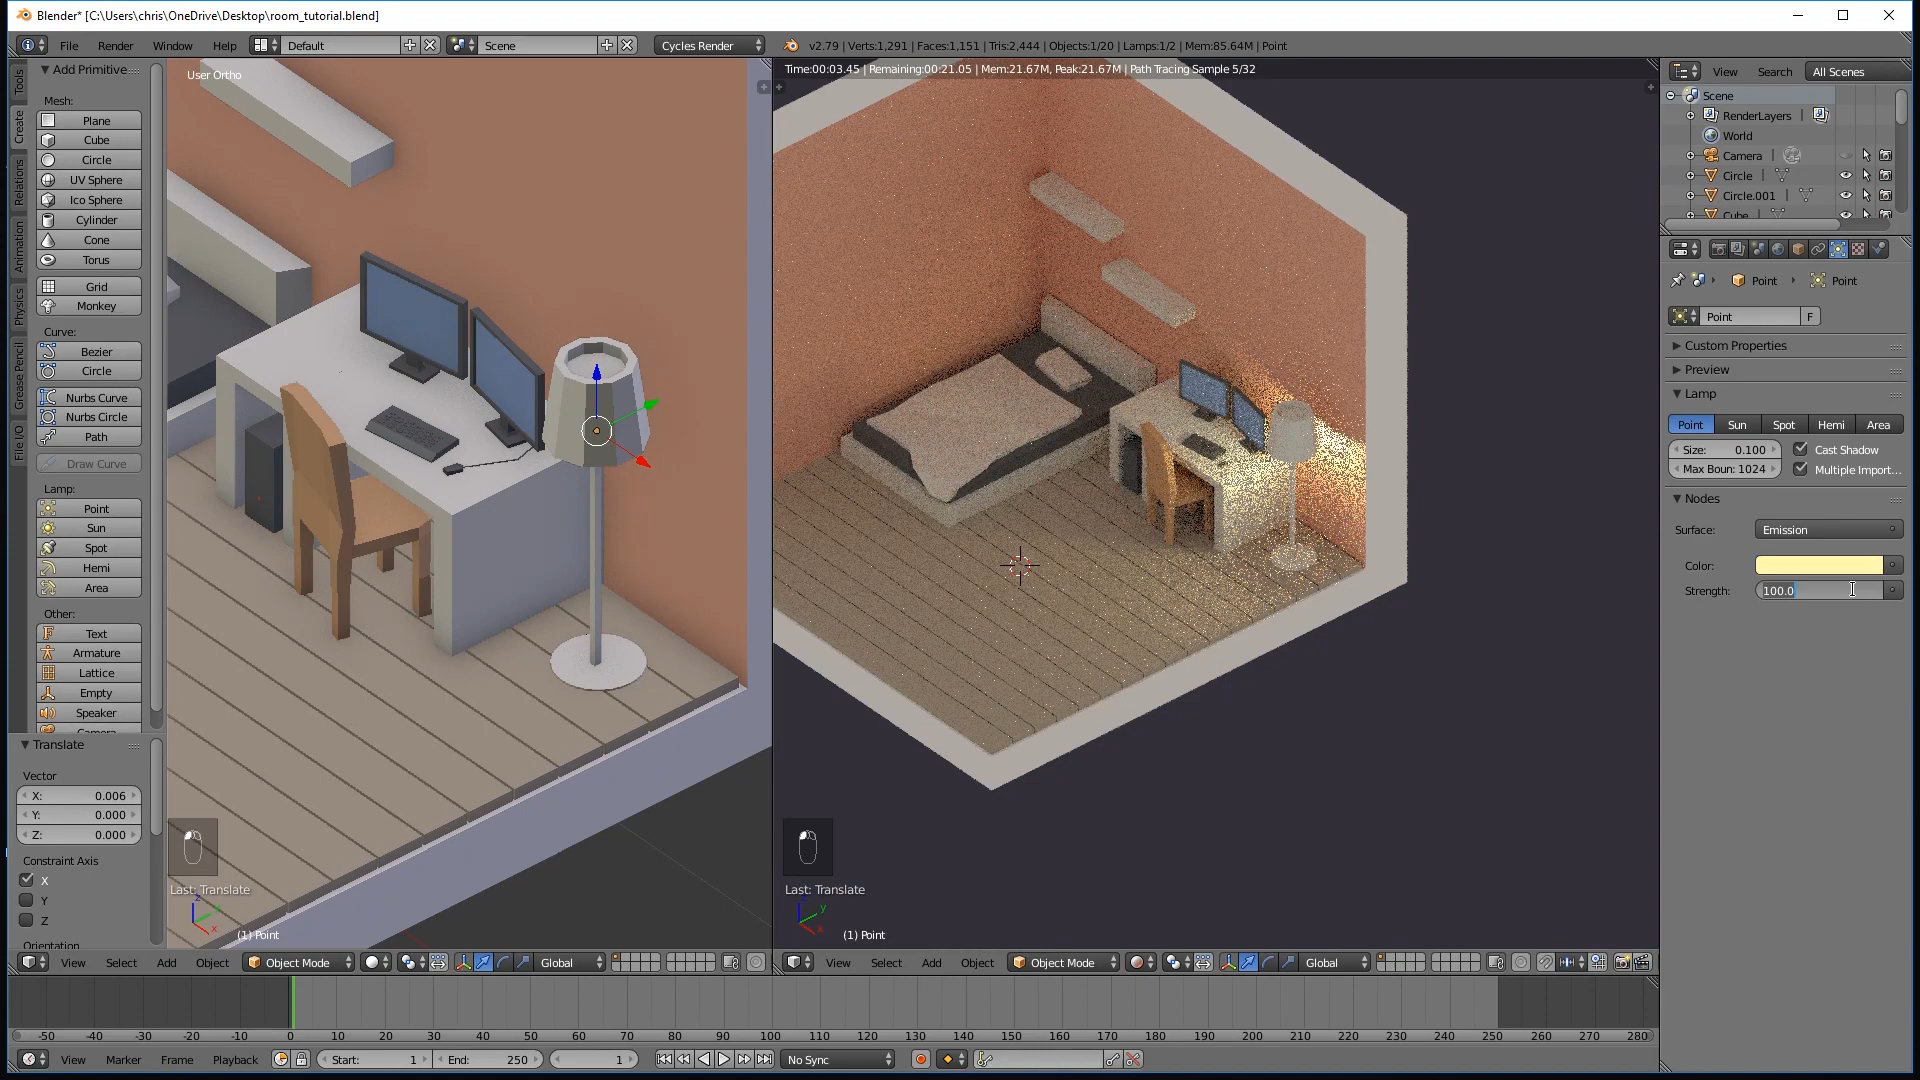 Blender* [C:\Users\chris\OneDrive\Desktop\room_tutorial.blend]
File Render Window Help Default Scene Cycles Render v2.79 | Verts:1,291 | Faces:1,151 | Tris:2,444 | Objects:1/20 | Lamps:1/2 | Mem:85.64M | Point
Tools
Create
Relations
Animation
Physics
Grease Pencil
File I/O
Add Primitive
Mesh:
Plane
Cube
Circle
UV Sphere
Ico Sphere
Cylinder
Cone
Torus
Grid
Monkey
Curve:
Bezier
Circle
Nurbs Curve
Nurbs Circle
Path
Draw Curve
Lamp:
Point
Sun
Spot
Hemi
Area
Other:
Text
Armature
Lattice
Empty
Speaker
Camera
Translate
Vector
X: 0.006
Y: 0.000
Z: 0.000
Constraint Axis
X
Y
Z
Orientation
User Ortho
Last: Translate
z
y
x
(1) Point
View Select Add Object Object Mode Global
Time:00:03.45 | Remaining:00:21.05 | Mem:21.67M, Peak:21.67M | Path Tracing Sample 5/32
Last: Translate
z
y
x
(1) Point
View Select Add Object Object Mode Global
View Search All Scenes
Scene
RenderLayers
World
Camera
Circle
Circle.001
Cube
Point Point
Point F
Custom Properties
Preview
Lamp
Point Sun Spot Hemi Area
Size: 0.100 Cast Shadow
Max Boun: 1024 Multiple Import...
Nodes
Surface: Emission
Color:
Strength: 100.0
-50 -40 -30 -20 -10 0 10 20 30 40 50 60 70 80 90 100 110 120 130 140 150 160 170 180 190 200 210 220 230 240 250 260 270 280
View Marker Frame Playback Start: 1 End: 250 1 No Sync